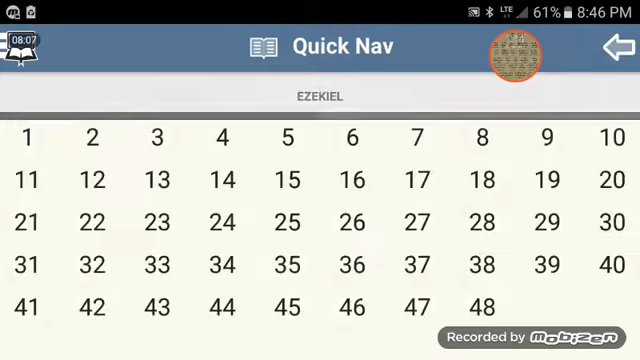 LTE 61% 8:46 PM
08:07
Quick Nav
EZEKIEL
1 2 3 4 5 6 7 8 9 10
11 12 13 14 15 16 17 18 19 20
21 22 23 24 25 26 27 28 29 30
31 32 33 34 35 36 37 38 39 40
41 42 43 44 45 46 47 48
Recorded by mobizen